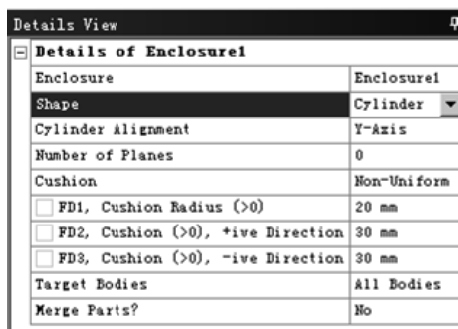 Details View
Details of Enclosure1
Enclosure Enclosure1
Shape Cylinder
Cylinder Alignment Y-Axis
Number of Planes 0
Cushion Non-Uniform
FD1, Cushion Radius (>0) 20 mm
FD2, Cushion (>0), +ive Direction 30 mm
FD3, Cushion (>0), -ive Direction 30 mm
Target Bodies All Bodies
Merge Parts? No